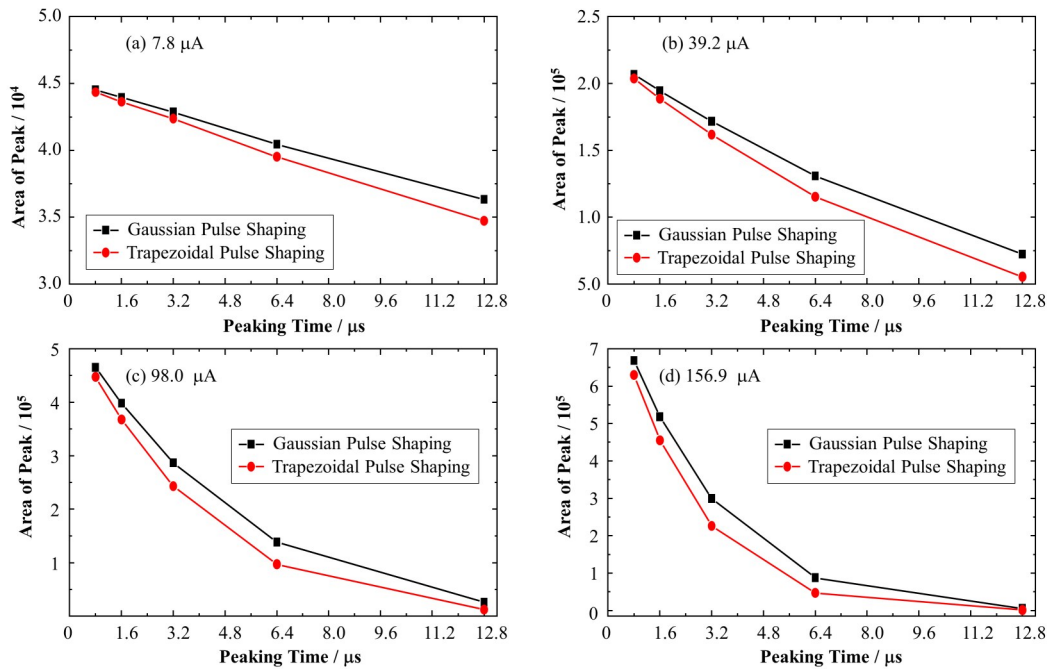 (a) 7.8 μA
Area of Peak / 10⁴
5.0
4.5
4.0
3.5
3.0
Gaussian Pulse Shaping
Trapezoidal Pulse Shaping
0 1.6 3.2 4.8 6.4 8.0 9.6 11.2 12.8
Peaking Time / μs
(b) 39.2 μA
Area of Peak / 10⁵
2.5
2.0
1.5
1.0
5.0
Gaussian Pulse Shaping
Trapezoidal Pulse Shaping
0 1.6 3.2 4.8 6.4 8.0 9.6 11.2 12.8
Peaking Time / μs
(c) 98.0 μA
Area of Peak / 10⁵
5
4
3
2
1
Gaussian Pulse Shaping
Trapezoidal Pulse Shaping
0 1.6 3.2 4.8 6.4 8.0 9.6 11.2 12.8
Peaking Time / μs
(d) 156.9 μA
Area of Peak / 10⁵
7
6
5
4
3
2
1
0
Gaussian Pulse Shaping
Trapezoidal Pulse Shaping
0 1.6 3.2 4.8 6.4 8.0 9.6 11.2 12.8
Peaking Time / μs